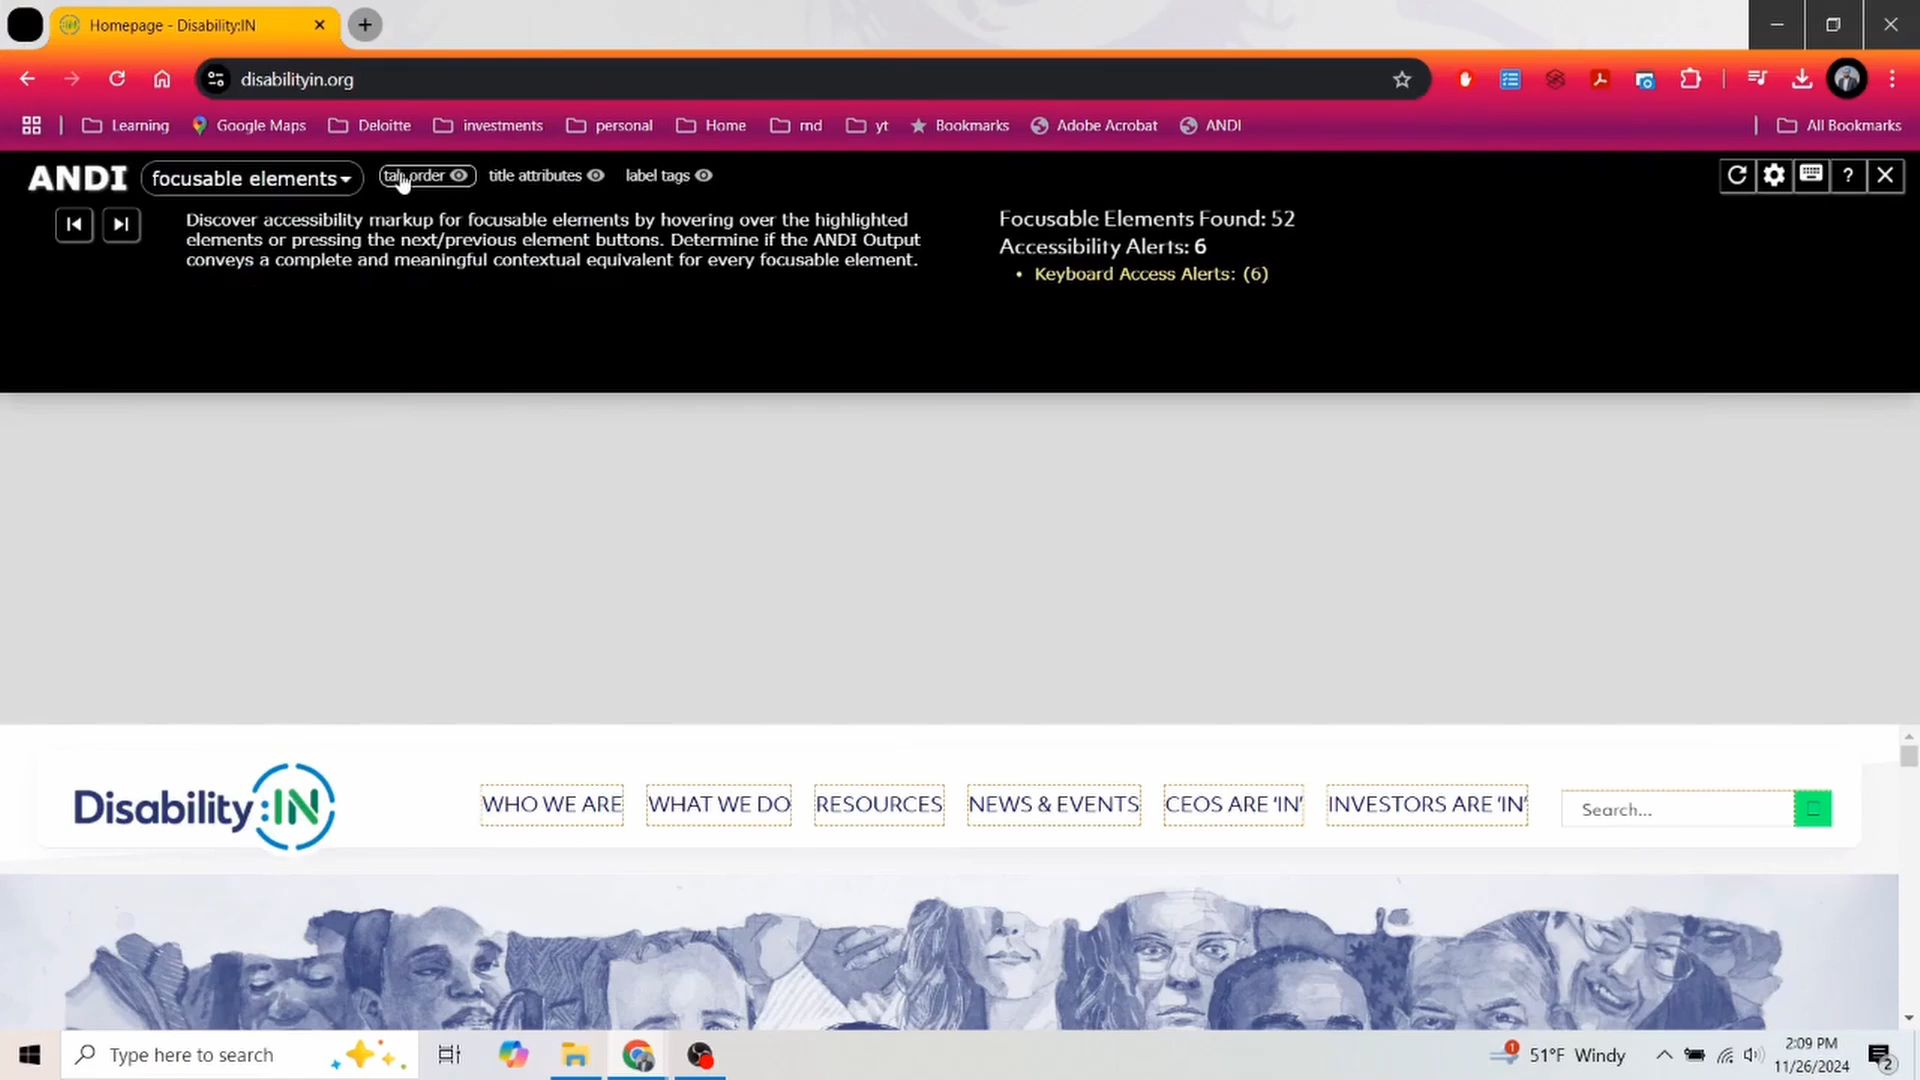 Homepage - Disability:IN
disabilityin.org
Learning
Google Maps
Deloitte
investments
personal
Home
rnd
yt
Bookmarks
Adobe Acrobat
ANDI
All Bookmarks
ANDI
focusable elements
tab order
title attributes
label tags
?
Discover accessibility markup for focusable elements by hovering over the highlighted
elements or pressing the next/previous element buttons. Determine if the ANDI Output
conveys a complete and meaningful contextual equivalent for every focusable element.
Focusable Elements Found: 52
Accessibility Alerts: 6
• Keyboard Access Alerts: (6)
Disability:IN
WHO WE ARE
WHAT WE DO
RESOURCES
NEWS & EVENTS
CEOS ARE ‘IN’
INVESTORS ARE ‘IN’
Search...
Type here to search
1
51°F Windy
2:09 PM
11/26/2024
2